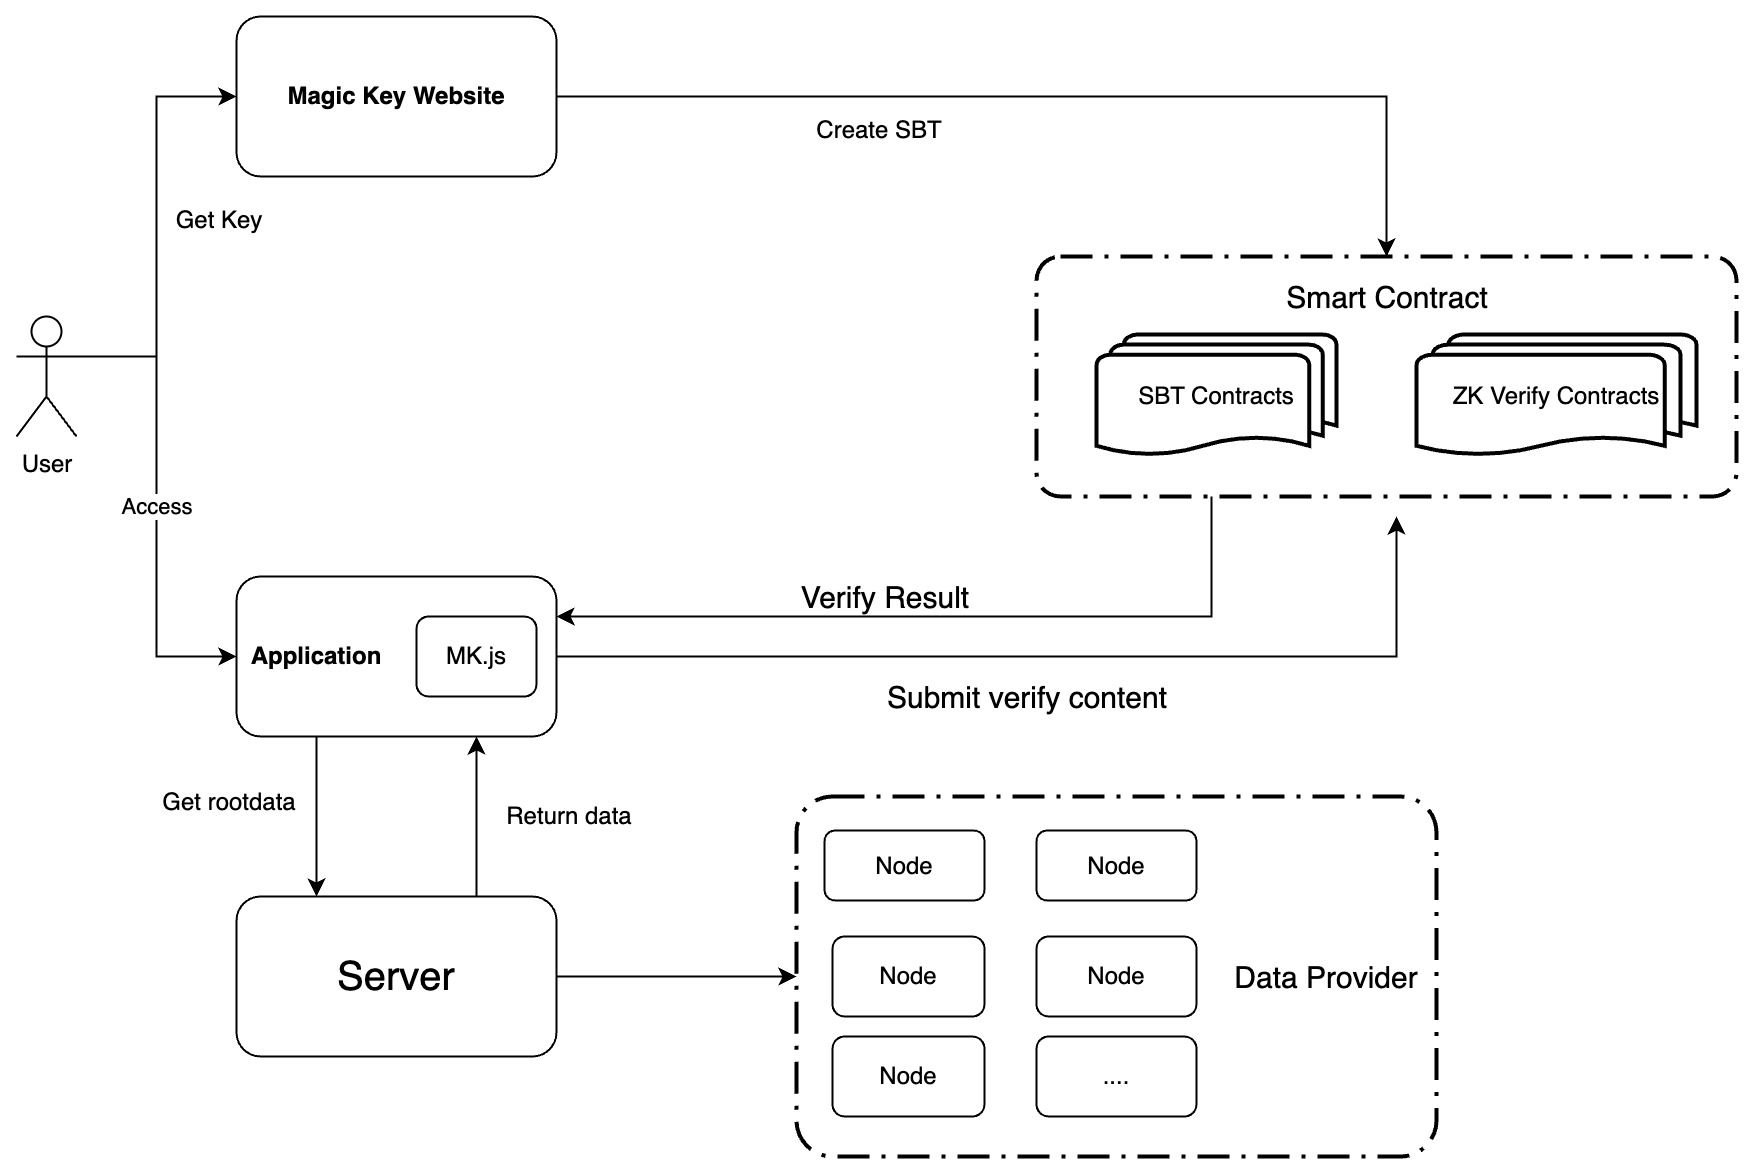 Magic Key Website
Create SBT
Get Key
Smart Contract
SBT Contracts
ZK Verify Contracts
User
Access
Verify Result
Application
MK.js
Submit verify content
Get rootdata
Return data
Node
Node
Server
Node
Node
Data Provider
Node
....